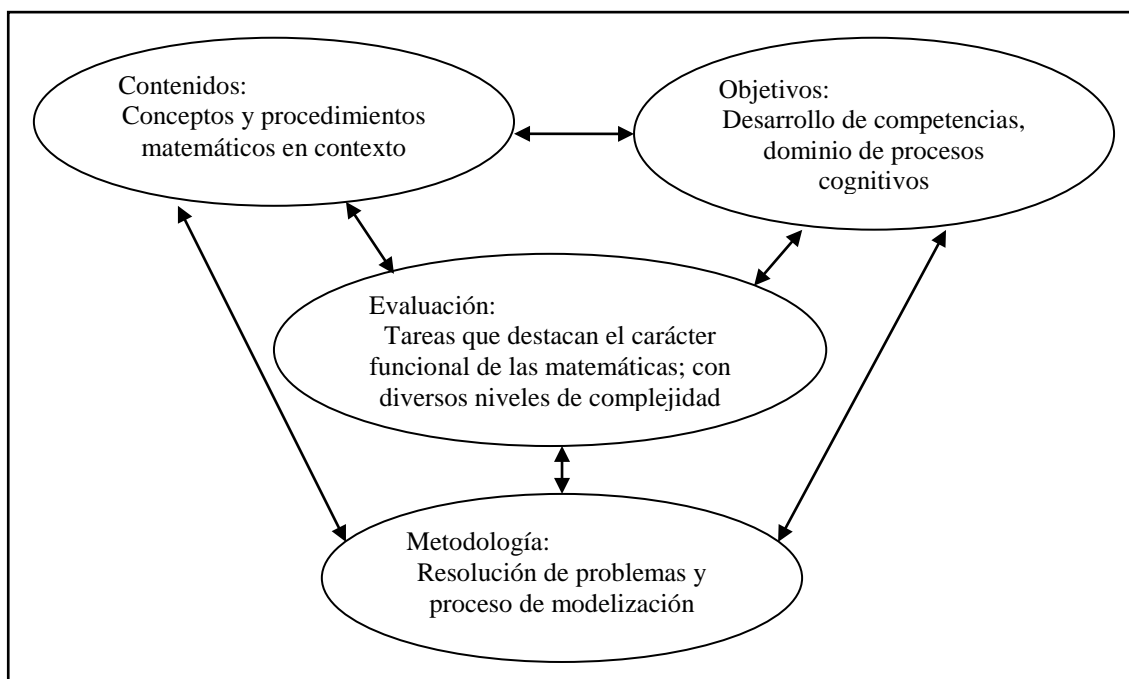 Contenidos:
Conceptos y procedimientos
matemáticos en contexto
Objetivos:
Desarrollo de competencias,
dominio de procesos
cognitivos
Evaluación:
Tareas que destacan el carácter
funcional de las matemáticas; con
diversos niveles de complejidad
Metodología:
Resolución de problemas y
proceso de modelización